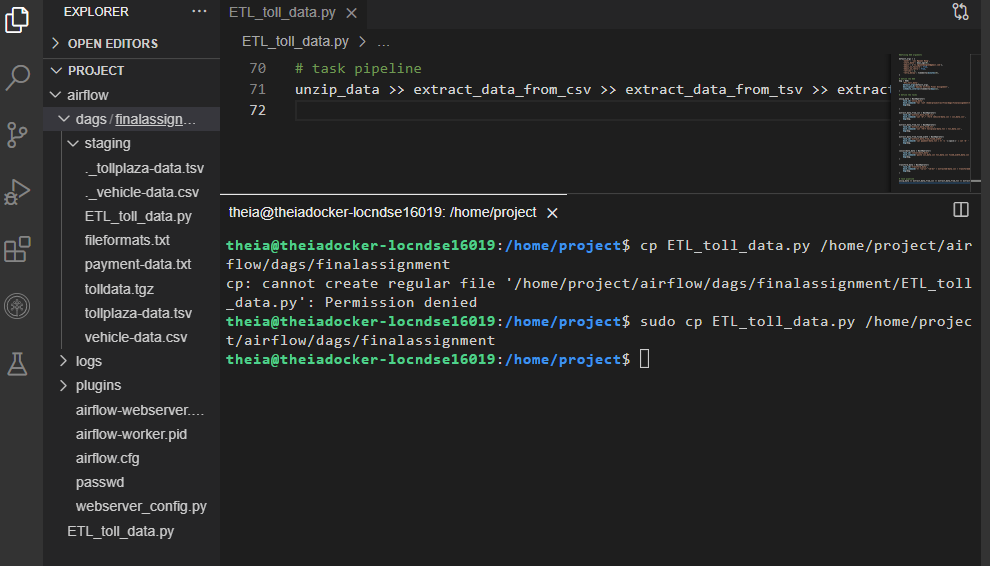 EXPLORER ...
OPEN EDITORS
PROJECT
airflow
dags/finalassign...
staging
._tollplaza-data.tsv
._vehicle-data.csv
ETL_toll_data.py
fileformats.txt
payment-data.txt
tolldata.tgz
tollplaza-data.tsv
vehicle-data.csv
logs
plugins
airflow-webserver....
airflow-worker.pid
airflow.cfg
passwd
webserver_config.py
ETL_toll_data.py
ETL_toll_data.py
ETL_toll_data.py > ...
70 # task pipeline
71 unzip_data >> extract_data_from_csv >> extract_data_from_tsv >> extract
72
theia@theiadocker-locndse16019: /home/project
theia@theiadocker-locndse16019:/home/project$ cp ETL_toll_data.py /home/project/air
flow/dags/finalassignment
cp: cannot create regular file '/home/project/airflow/dags/finalassignment/ETL_toll
_data.py': Permission denied
theia@theiadocker-locndse16019:/home/project$ sudo cp ETL_toll_data.py /home/projec
t/airflow/dags/finalassignment
theia@theiadocker-locndse16019:/home/project$